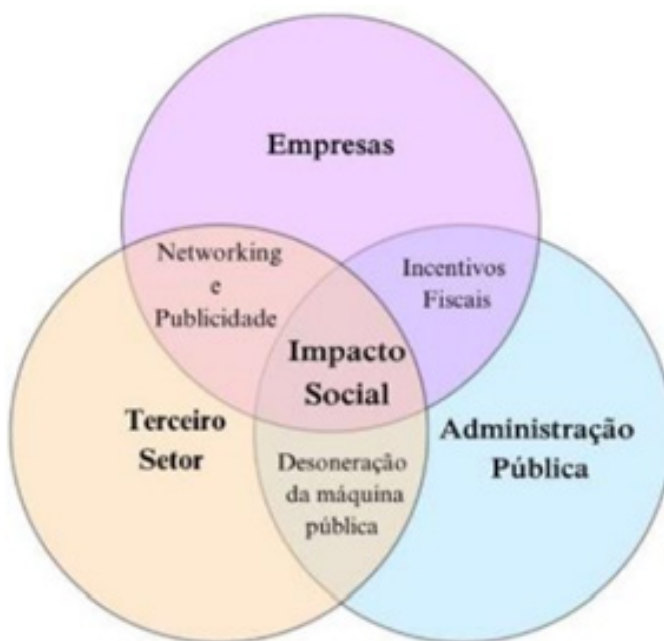 Empresas
Networking
e
Publicidade
Incentivos
Fiscais
Impacto
Social
Terceiro
Setor
Administração
Pública
Desoneração
da máquina
pública